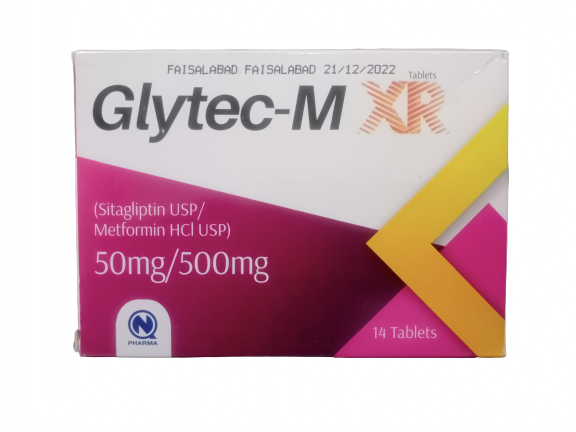 FAISALABAD FAISALABAD 21/12/2022
Tablets
Glytec-M XR
(Sitagliptin USP/
Metformin HCl USP)
50mg/500mg
14 Tablets
PHARMA